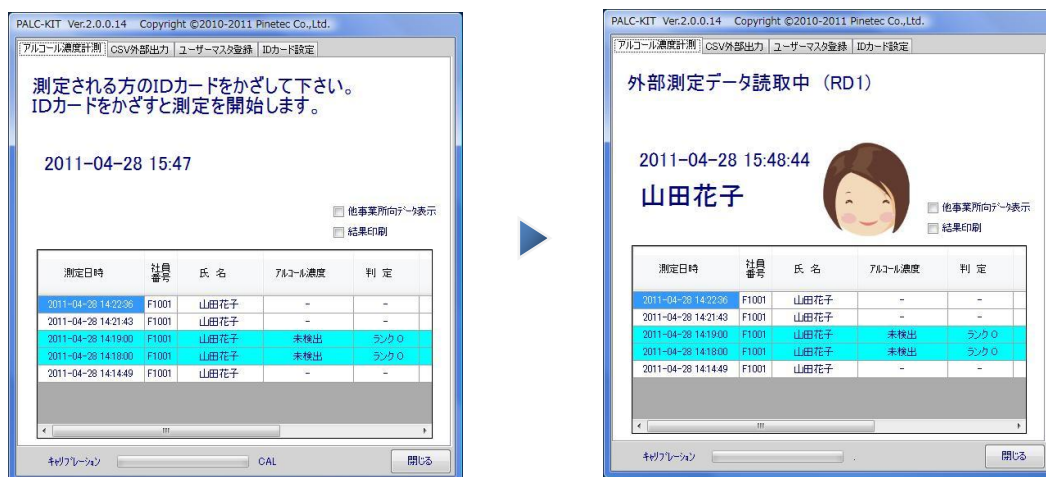 PALC-KIT Ver.2.0.0.14 Copyright ©2010-2011 Pinetec Co.,Ltd.
アルコール濃度計測 CSV外部出力 ユーザーマスタ登録 IDカード設定
測定される方のIDカードをかざして下さい。
IDカードをかざすと測定を開始します。
2011-04-28 15:47
他事業所向データ表示
結果印刷
測定日時 社員番号 氏 名 アルコール濃度 判 定
2011-04-28 14:22:36 F1001 山田花子 - -
2011-04-28 14:21:43 F1001 山田花子 - -
2011-04-28 14:19:00 F1001 山田花子 未検出 ランク 0
2011-04-28 14:18:00 F1001 山田花子 未検出 ランク 0
2011-04-28 14:14:49 F1001 山田花子 - -
キャリブレーション CAL 閉じる
PALC-KIT Ver.2.0.0.14 Copyright ©2010-2011 Pinetec Co.,Ltd.
アルコール濃度計測 CSV外部出力 ユーザーマスタ登録 IDカード設定
外部測定データ読取中 (RD1)
2011-04-28 15:48:44
山田花子
他事業所向データ表示
結果印刷
測定日時 社員番号 氏 名 アルコール濃度 判 定
2011-04-28 14:22:36 F1001 山田花子 - -
2011-04-28 14:21:43 F1001 山田花子 - -
2011-04-28 14:19:00 F1001 山田花子 未検出 ランク 0
2011-04-28 14:18:00 F1001 山田花子 未検出 ランク 0
2011-04-28 14:14:49 F1001 山田花子 - -
キャリブレーション . 閉じる